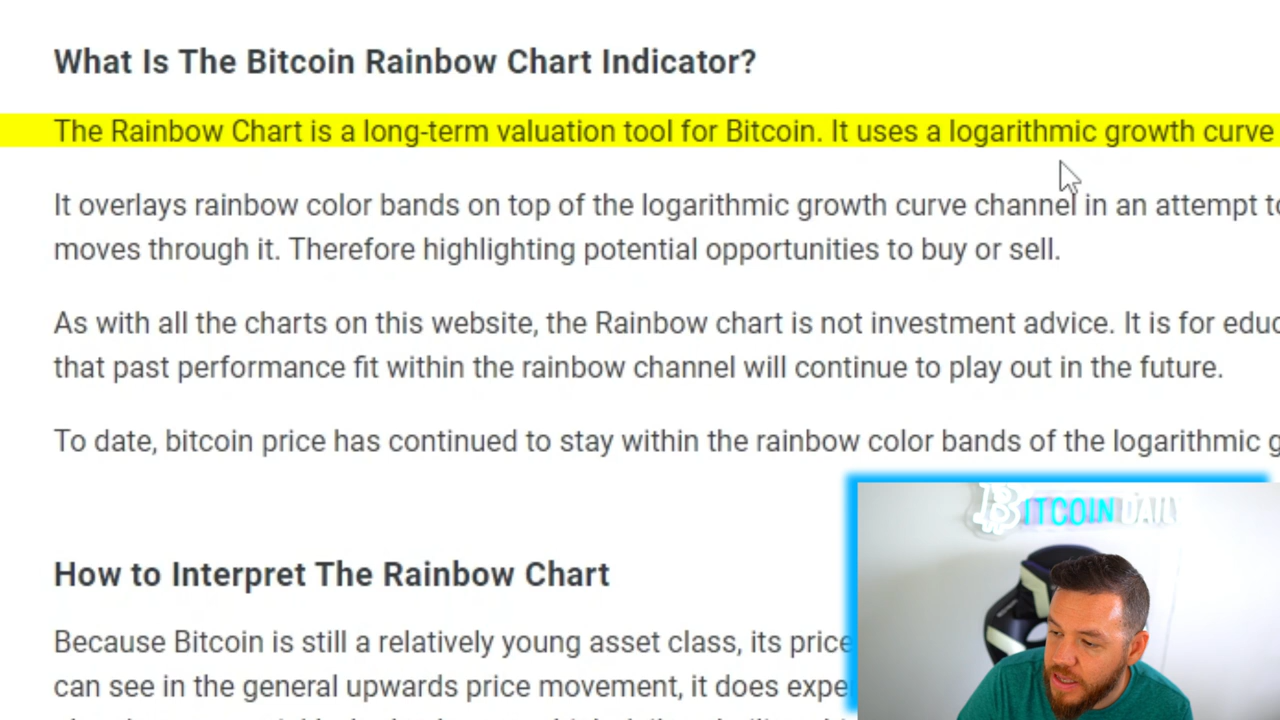 What Is The Bitcoin Rainbow Chart Indicator?
The Rainbow Chart is a long-term valuation tool for Bitcoin. It uses a logarithmic growth curve
It overlays rainbow color bands on top of the logarithmic growth curve channel in an attempt to
moves through it. Therefore highlighting potential opportunities to buy or sell.
As with all the charts on this website, the Rainbow chart is not investment advice. It is for educ
that past performance fit within the rainbow channel will continue to play out in the future.
To date, bitcoin price has continued to stay within the rainbow color bands of the logarithmic g
BITCOIN DAILY
How to Interpret The Rainbow Chart
Because Bitcoin is still a relatively young asset class, its price
can see in the general upwards price movement, it does expe